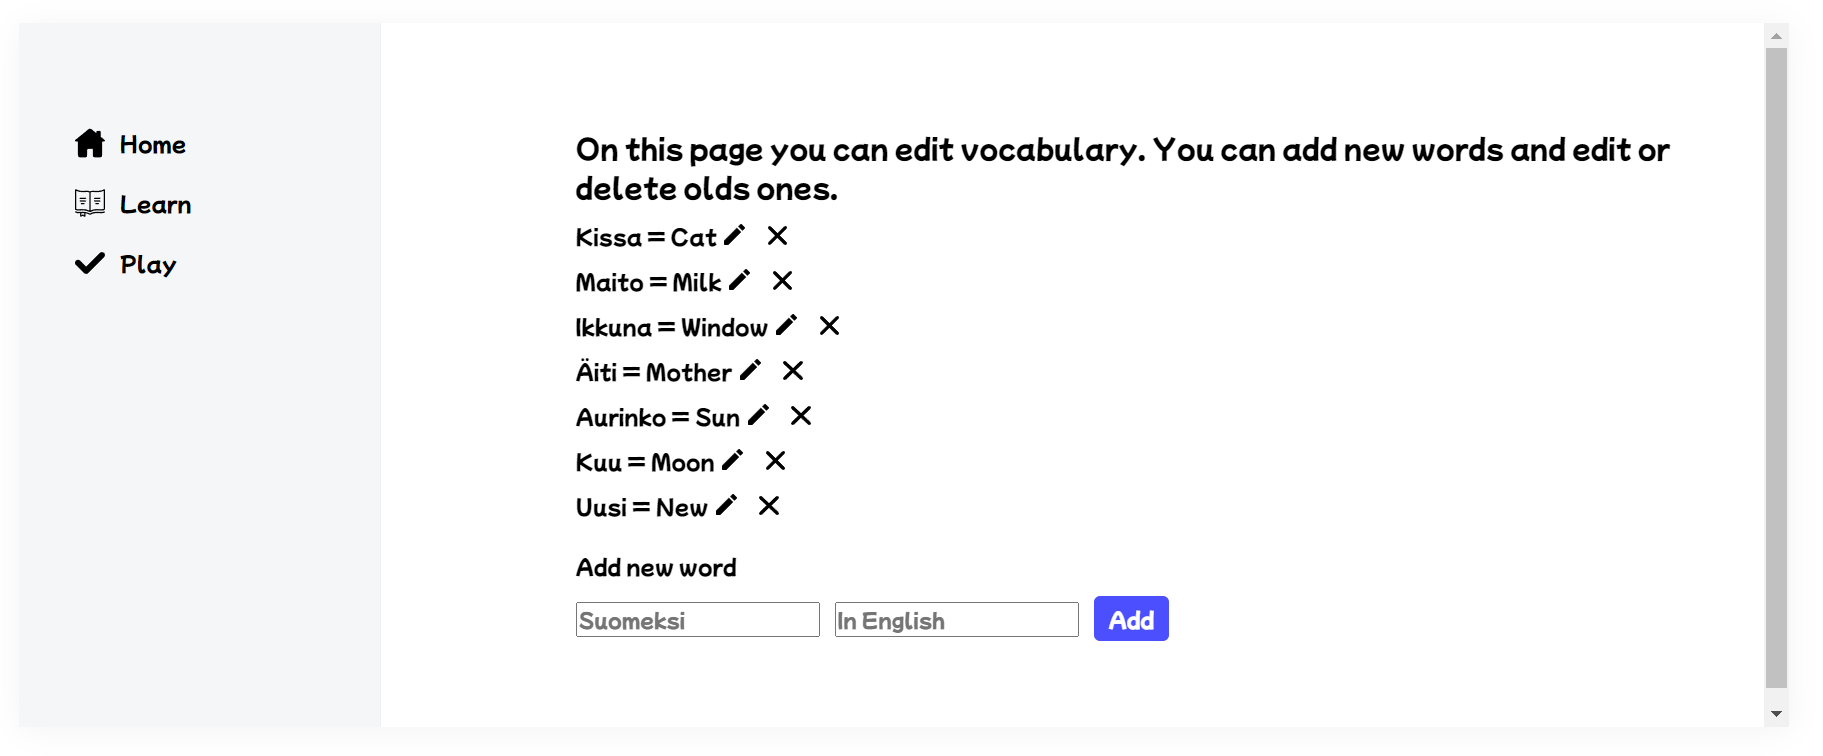 Home
Learn
Play
On this page you can edit vocabulary. You can add new words and edit or
delete olds ones.
Kissa = Cat
Maito = Milk
Ikkuna = Window
Äiti = Mother
Aurinko = Sun
Kuu = Moon
Uusi = New
Add new word
Suomeksi In English Add